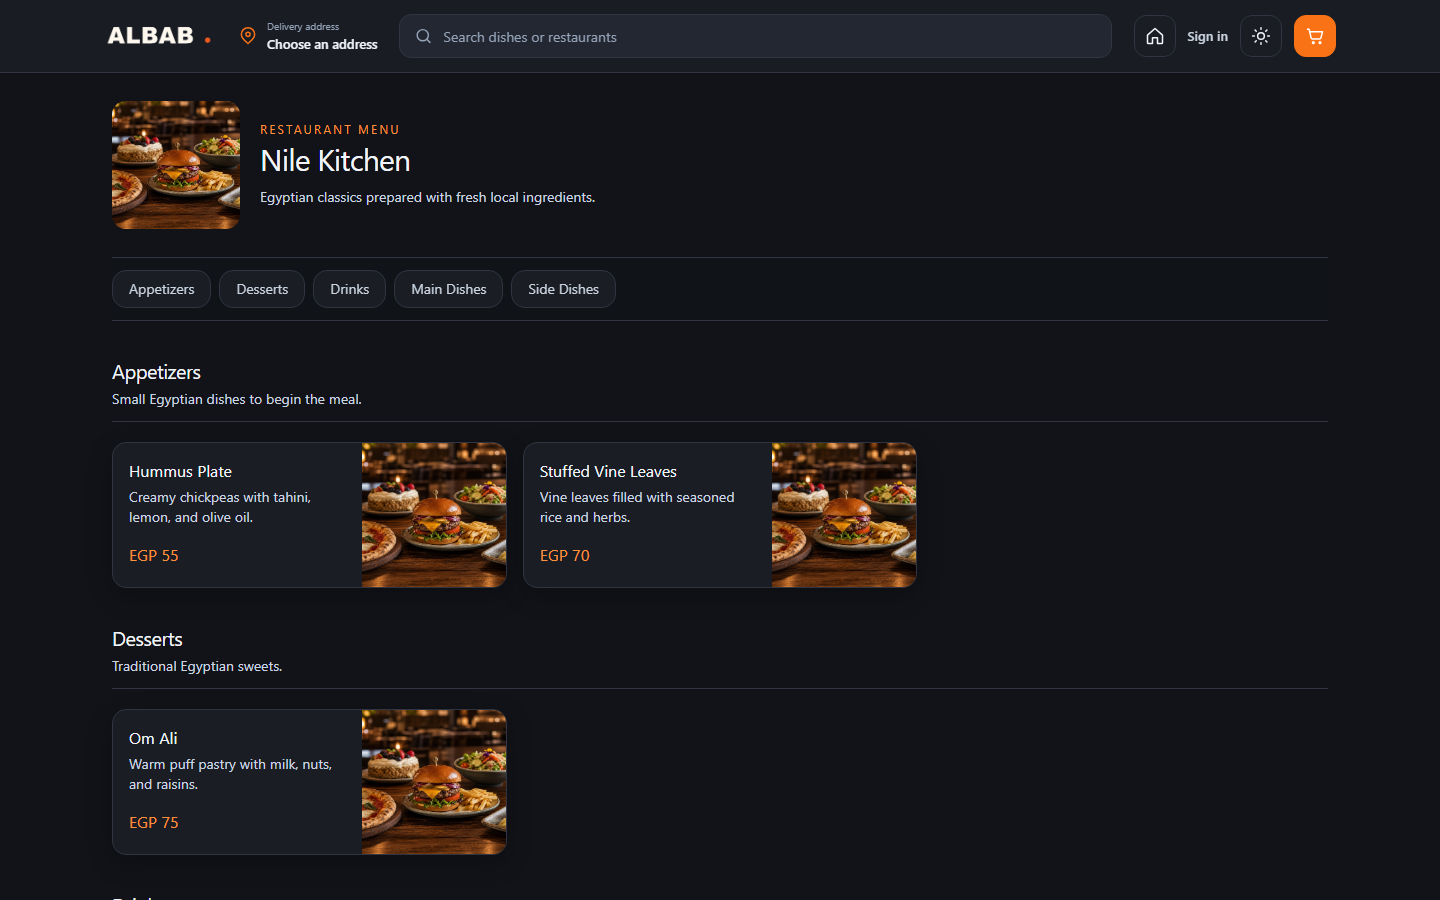 ALBAB
Delivery address
Choose an address
Search dishes or restaurants
Sign in
RESTAURANT MENU
Nile Kitchen
Egyptian classics prepared with fresh local ingredients.
Appetizers
Desserts
Drinks
Main Dishes
Side Dishes
Appetizers
Small Egyptian dishes to begin the meal.
Hummus Plate
Creamy chickpeas with tahini,
lemon, and olive oil.
EGP 55
Stuffed Vine Leaves
Vine leaves filled with seasoned
rice and herbs.
EGP 70
Desserts
Traditional Egyptian sweets.
Om Ali
Warm puff pastry with milk, nuts,
and raisins.
EGP 75